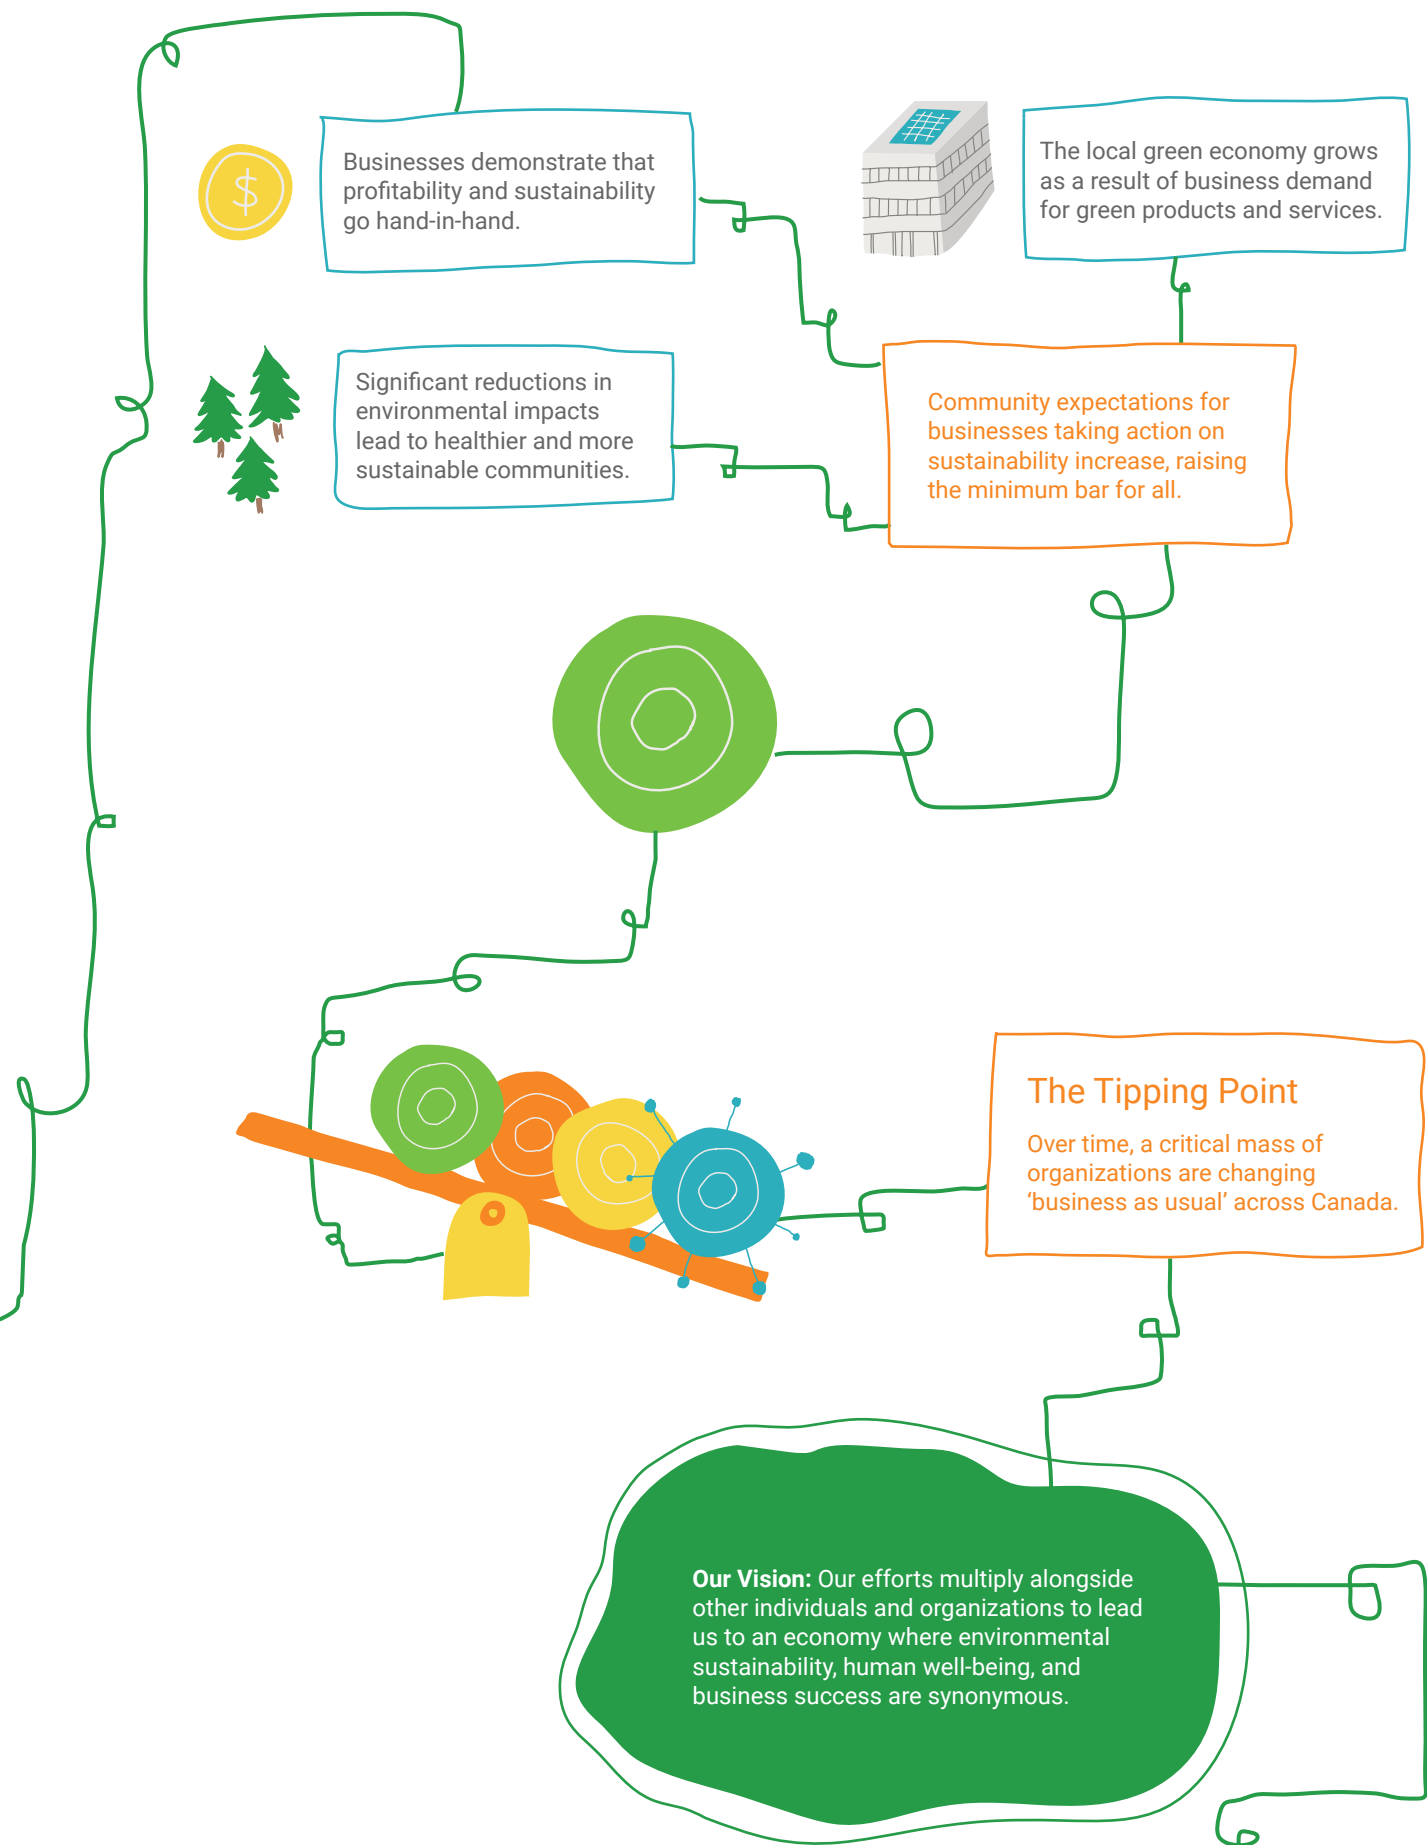 Businesses demonstrate that
profitability and sustainability
go hand-in-hand.
The local green economy grows
as a result of business demand
for green products and services.
Significant reductions in
environmental impacts
lead to healthier and more
sustainable communities.
Community expectations for
businesses taking action on
sustainability increase, raising
the minimum bar for all.
The Tipping Point
Over time, a critical mass of
organizations are changing
‘business as usual’ across Canada.
Our Vision: Our efforts multiply alongside
other individuals and organizations to lead
us to an economy where environmental
sustainability, human well-being, and
business success are synonymous.